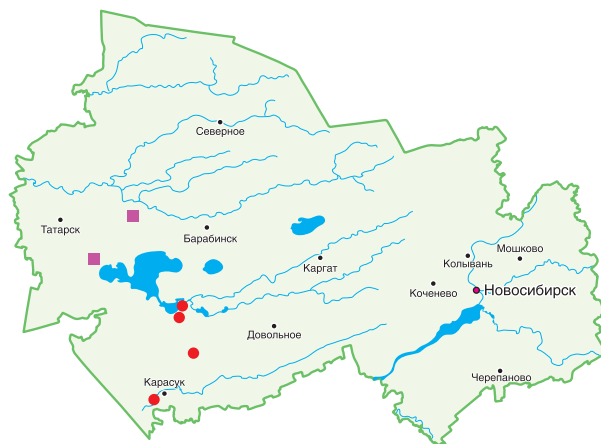 Северное
Татарск
Барабинск
Мошково
Колывань
Каргат
Коченево
Новосибирск
Довольное
Черепаново
Карасук